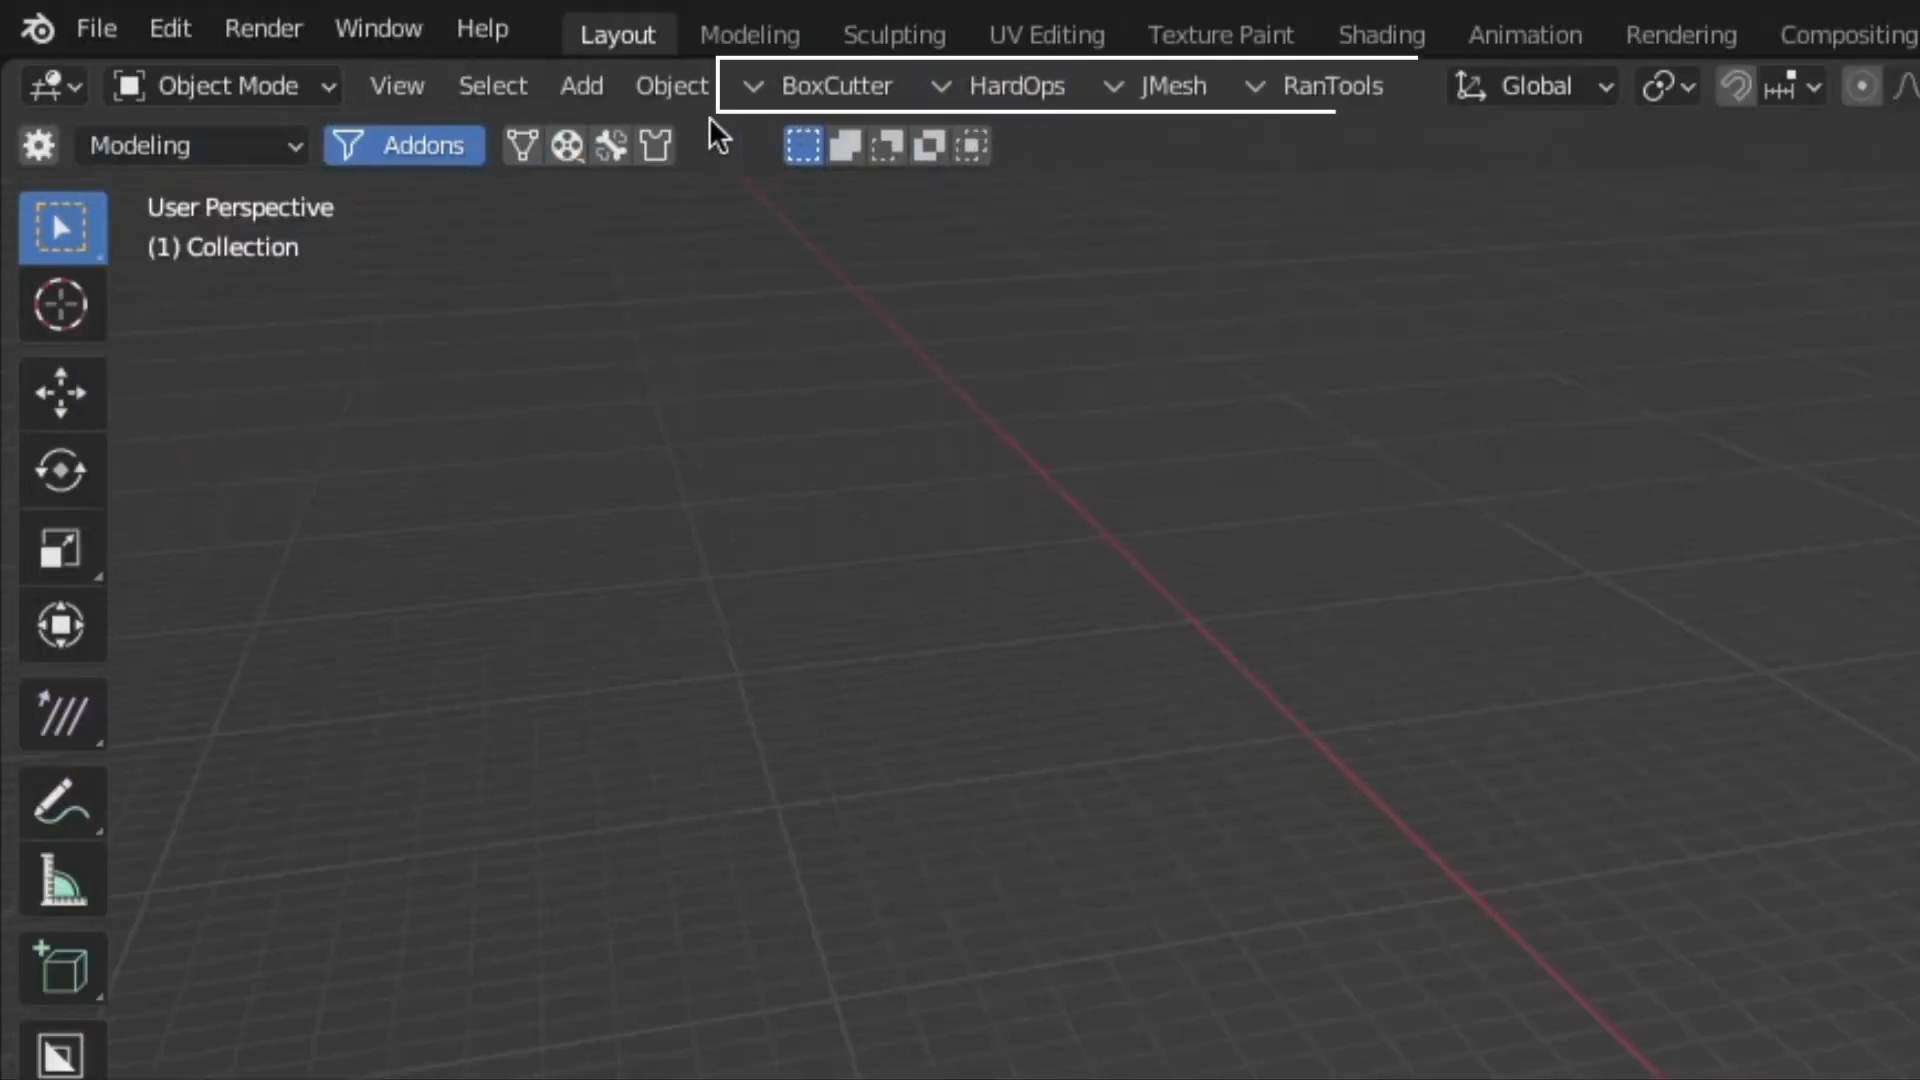 File Edit Render Window Help Layout Modeling Sculpting UV Editing Texture Paint Shading Animation Rendering Compositing
Object Mode View Select Add Object BoxCutter HardOps JMesh RanTools Global
Modeling Addons
User Perspective
(1) Collection